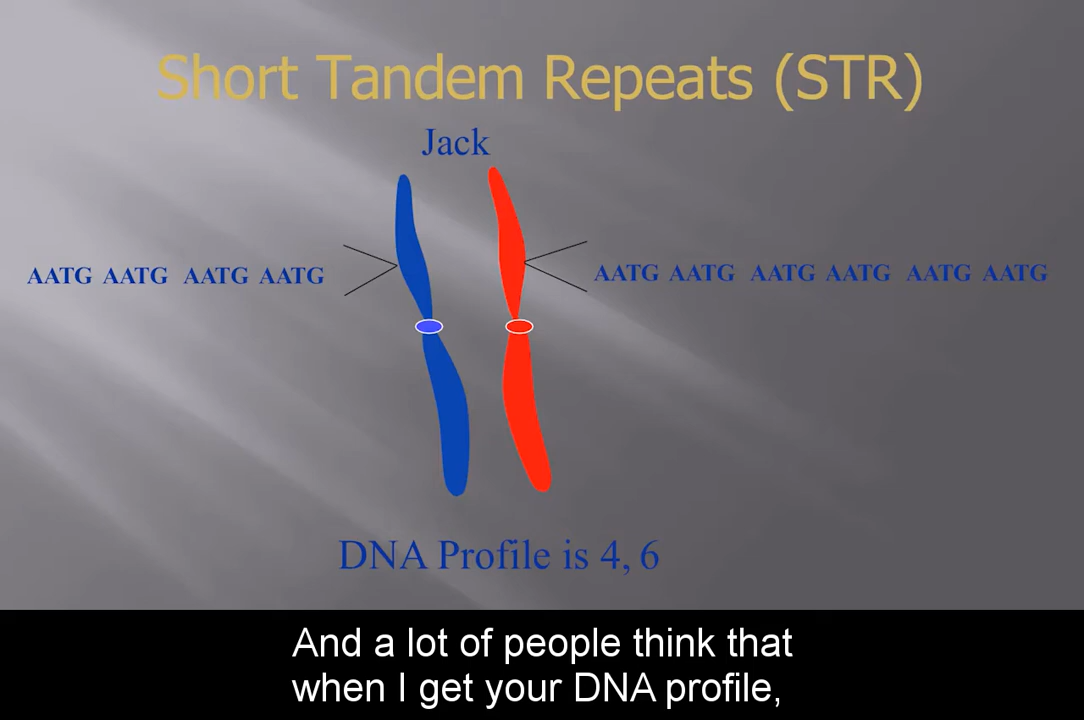 Short Tandem Repeats (STR)
Jack
AATG AATG AATG AATG
AATG AATG AATG AATG AATG AATG
DNA Profile is 4, 6
And a lot of people think that
when I get your DNA profile,